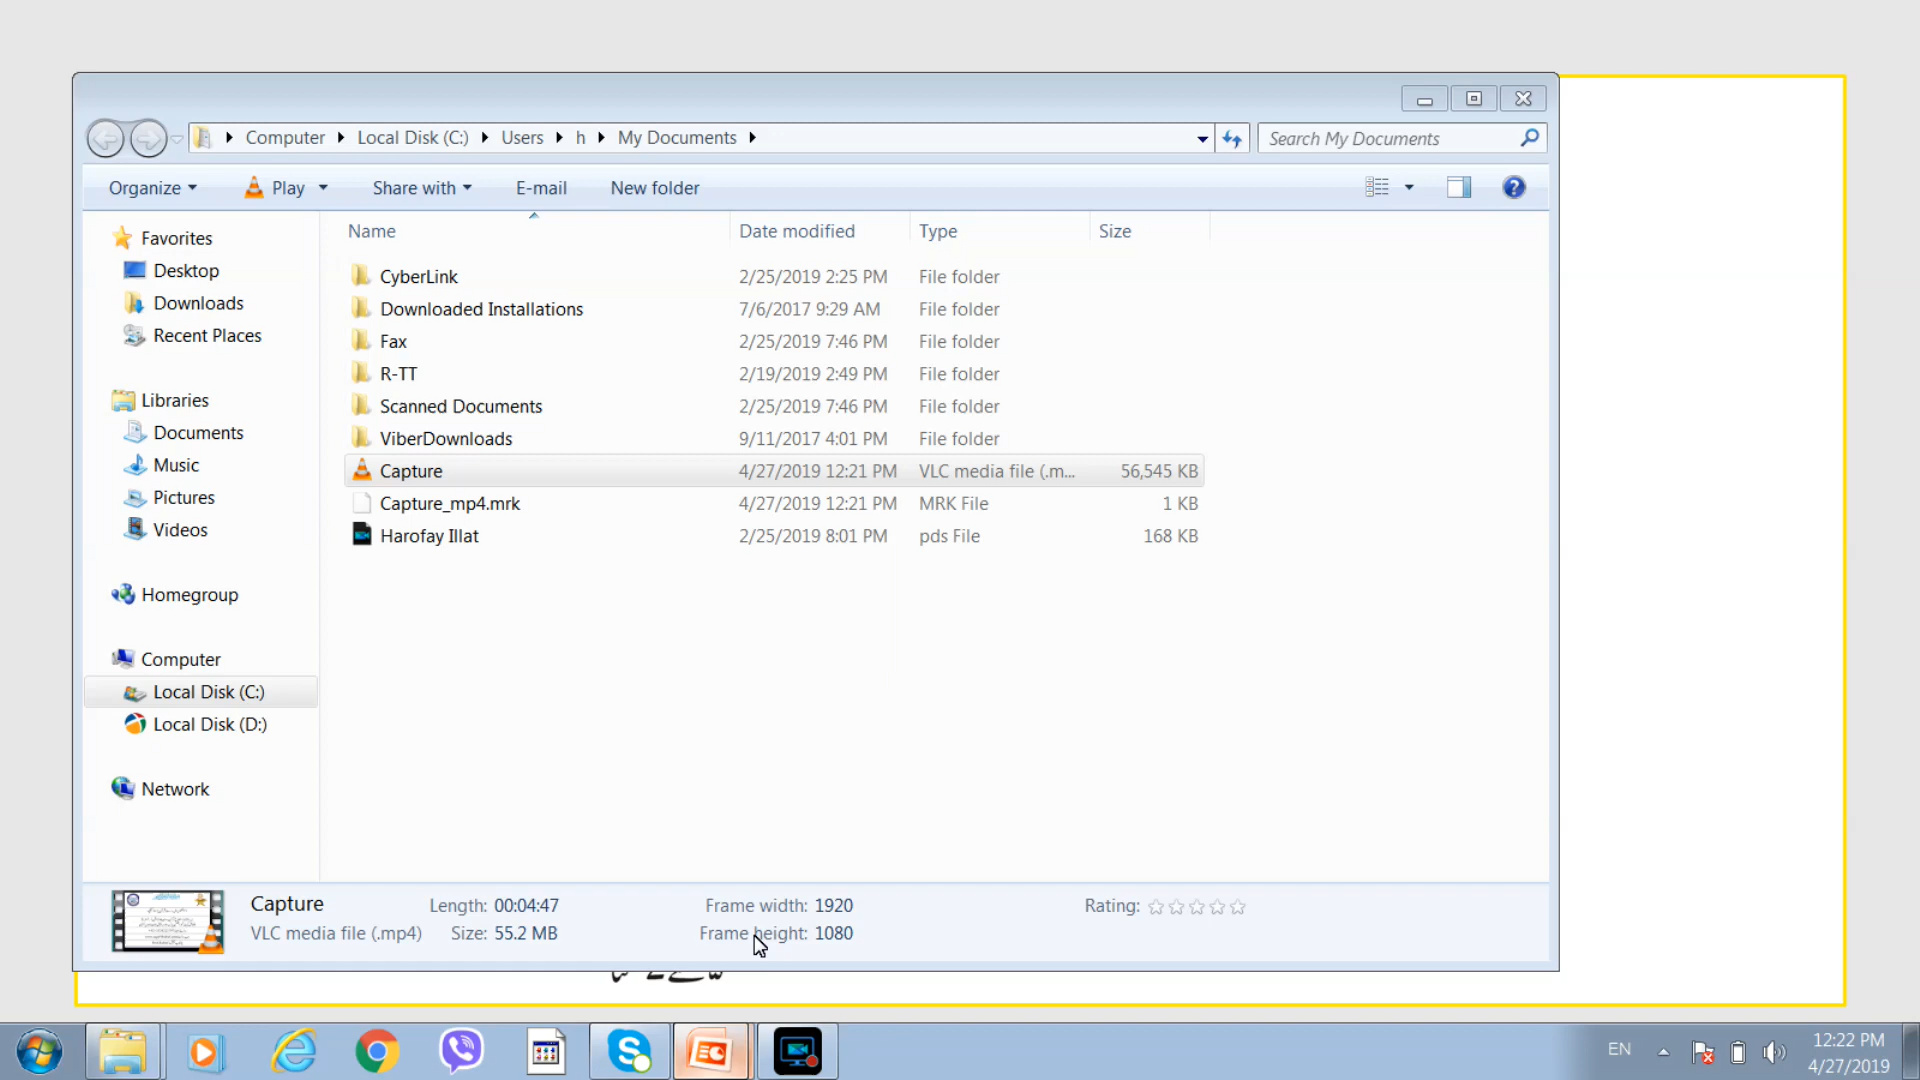 Computer Local Disk (C:) Users h My Documents
Search My Documents
Organize Play Share with E-mail New folder
Name Date modified Type Size
CyberLink 2/25/2019 2:25 PM File folder
Downloaded Installations 7/6/2017 9:29 AM File folder
Fax 2/25/2019 7:46 PM File folder
R-TT 2/19/2019 2:49 PM File folder
Scanned Documents 2/25/2019 7:46 PM File folder
ViberDownloads 9/11/2017 4:01 PM File folder
Capture 4/27/2019 12:21 PM VLC media file (.m... 56,545 KB
Capture_mp4.mrk 4/27/2019 12:21 PM MRK File 1 KB
Harofay Illat 2/25/2019 8:01 PM pds File 168 KB
Favorites
Desktop
Downloads
Recent Places
Libraries
Documents
Music
Pictures
Videos
Homegroup
Computer
Local Disk (C:)
Local Disk (D:)
Network
Capture Length: 00:04:47 Frame width: 1920 Rating:
VLC media file (.mp4) Size: 55.2 MB Frame height: 1080
EN
12:22 PM
4/27/2019